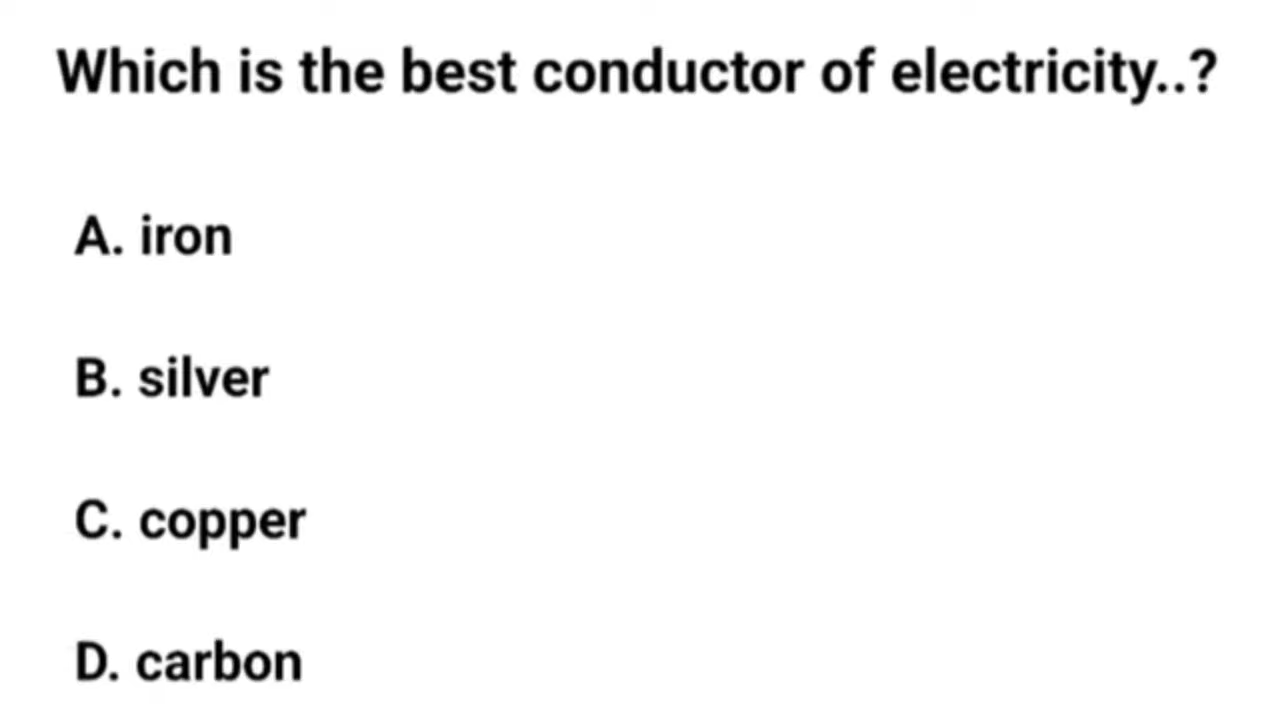 Which is the best conductor of electricity..?
A. iron
B. silver
C. copper
D. carbon